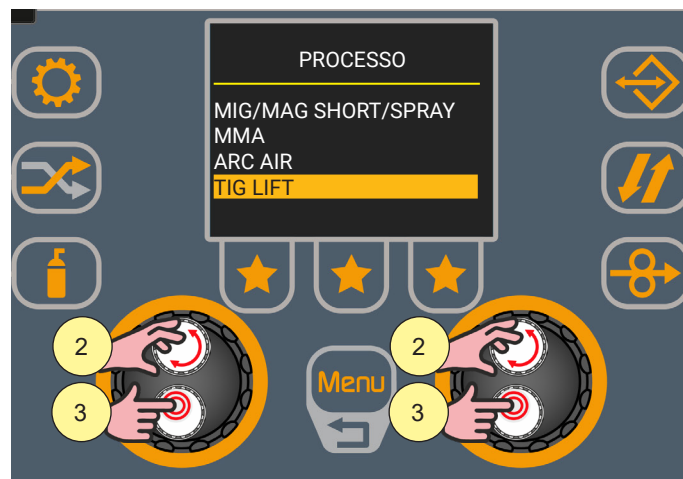 PROCESSO
MIG/MAG SHORT/SPRAY
MMA
ARC AIR
TIG LIFT
2
2
3
3
Menu